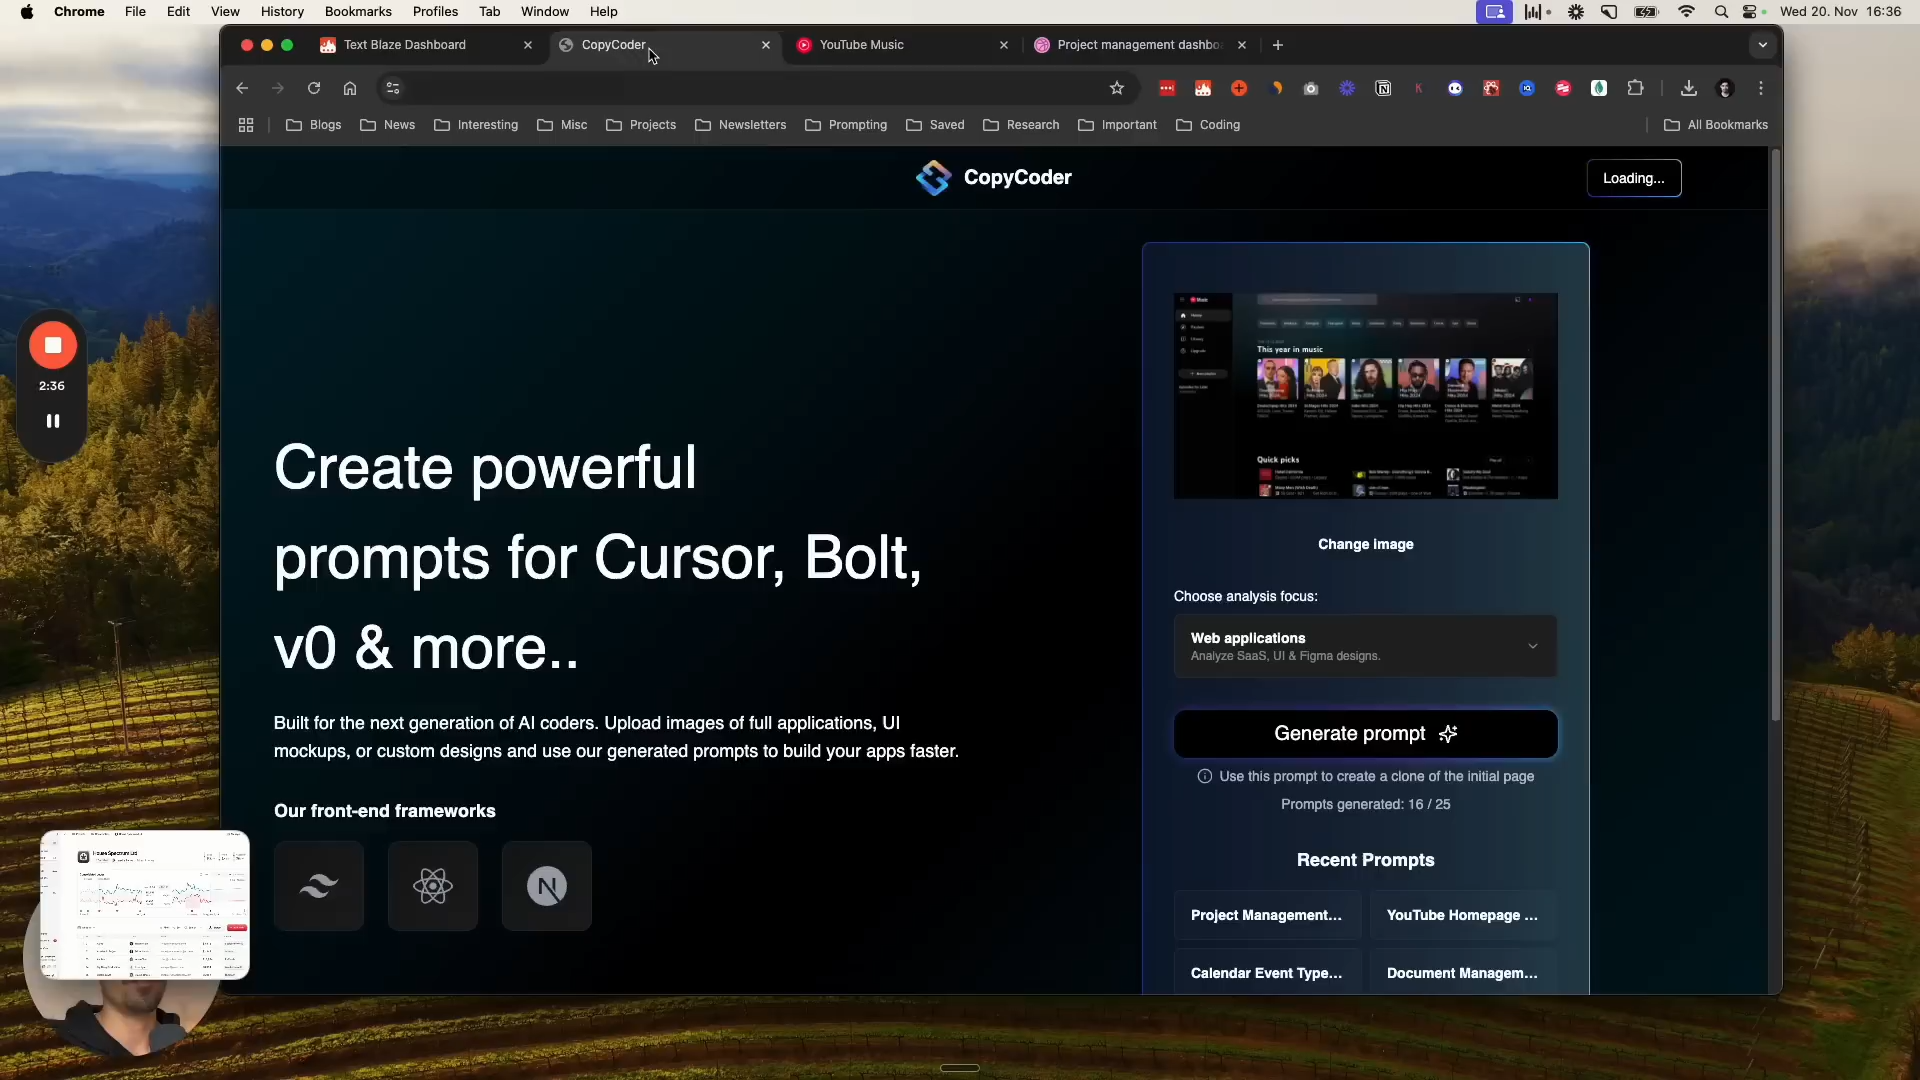 Chrome File Edit View History Bookmarks Profiles Tab Window Help
Wed 20. Nov 16:36
Text Blaze Dashboard
CopyCoder
YouTube Music
Project management dashbo
Blogs
News
Interesting
Misc
Projects
Newsletters
Prompting
Saved
Research
Important
Coding
All Bookmarks
CopyCoder
Loading...
2:36
Create powerful
prompts for Cursor, Bolt,
v0 & more..
Built for the next generation of AI coders. Upload images of full applications, UI
mockups, or custom designs and use our generated prompts to build your apps faster.
Our front-end frameworks
Music
Home
This year in music
Quick picks
Change image
Choose analysis focus:
Web applications
Analyze SaaS, UI & Figma designs.
Generate prompt
Use this prompt to create a clone of the initial page
Prompts generated: 16 / 25
Recent Prompts
Project Management...
YouTube Homepage ...
Calendar Event Type...
Document Managem...
House Spectrum Ltd